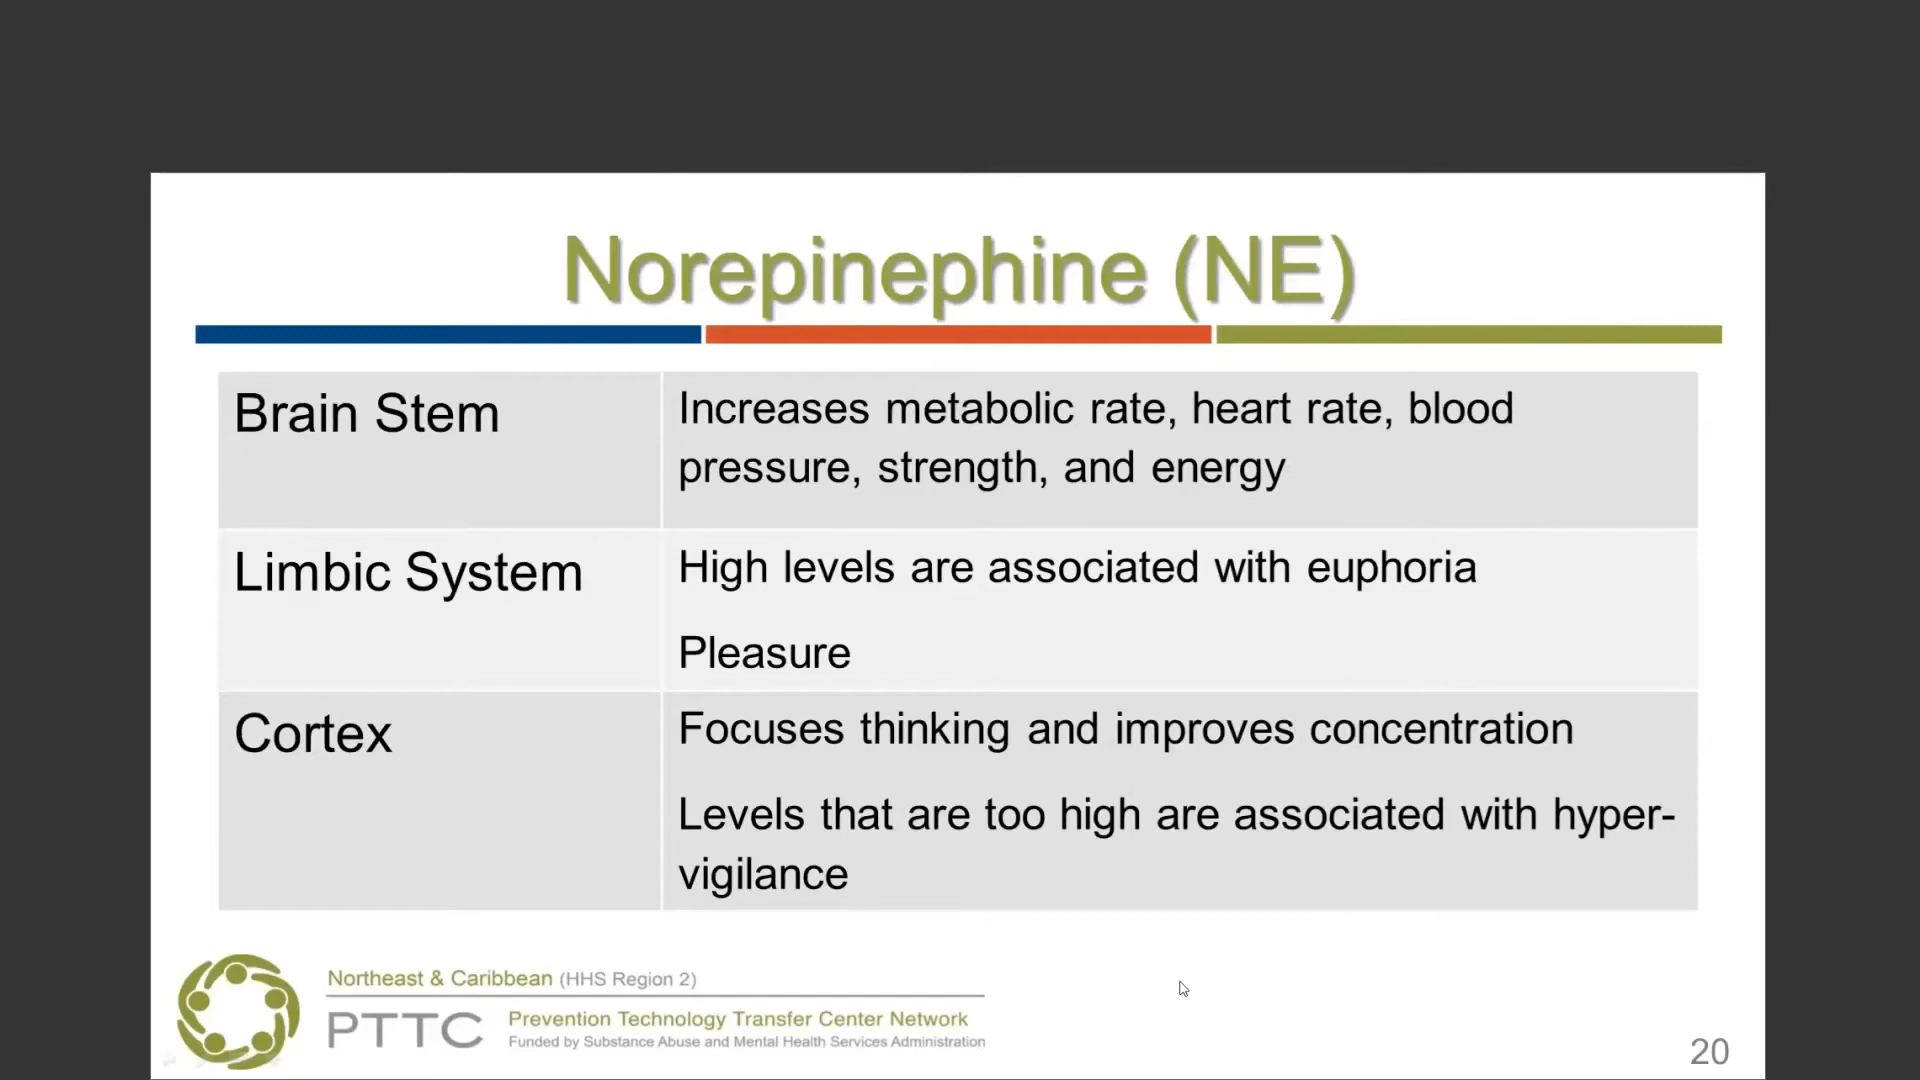 Norepinephine (NE)
Brain Stem
Increases metabolic rate, heart rate, blood
pressure, strength, and energy
Limbic System
High levels are associated with euphoria
Pleasure
Cortex
Focuses thinking and improves concentration
Levels that are too high are associated with hyper-
vigilance
Northeast & Caribbean (HHS Region 2)
PTTC
Prevention Technology Transfer Center Network
Funded by Substance Abuse and Mental Health Services Administration
20